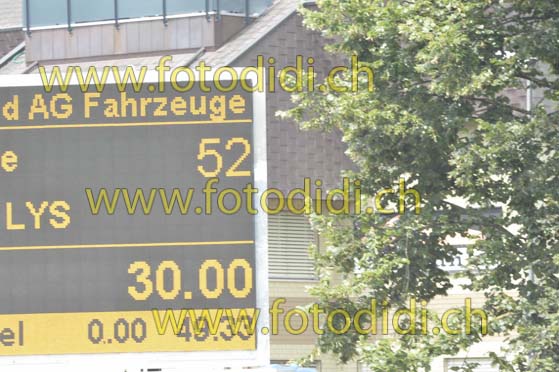 www.fotodidi.ch
d AG Fahrzeuge
e 52
www.fotodidi.ch
LYS
30.00
www.fotodidi.ch
el 0.00